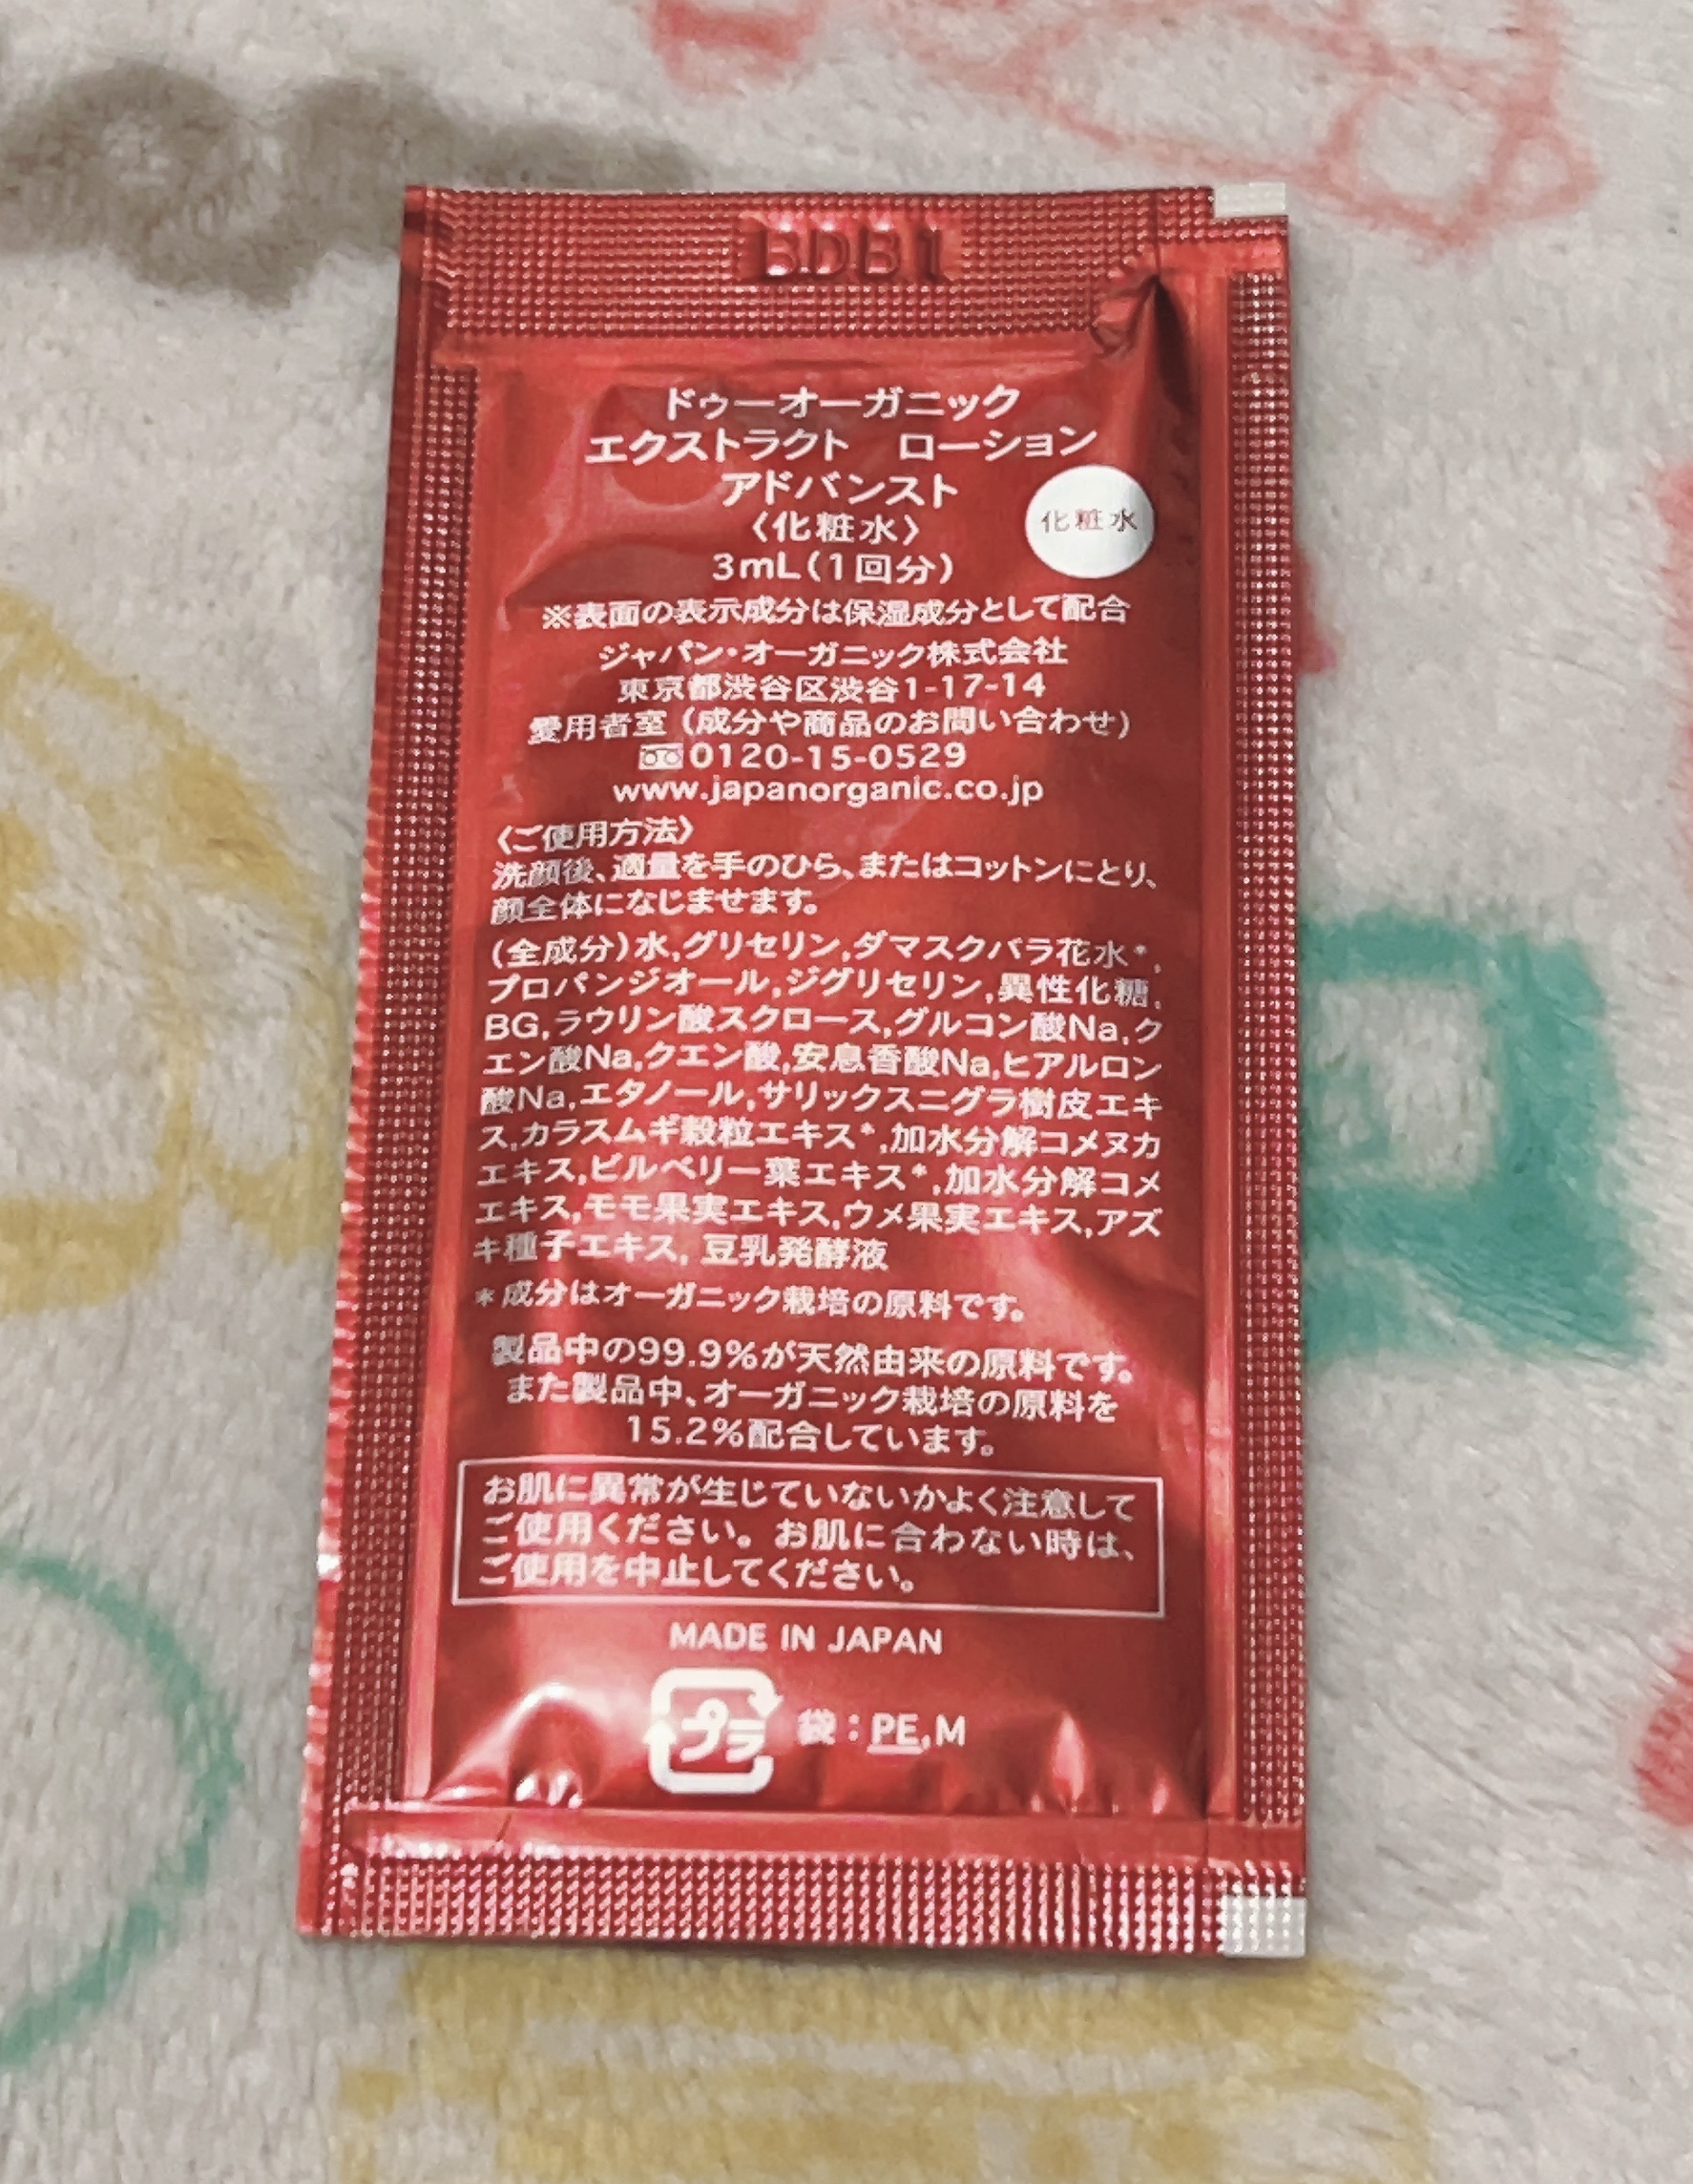 BDB1
ドゥーオーガニック
エクストラクト　ローション
アドバンスト
〈化粧水〉
化粧水
3mL(1回分)
※表面の表示成分は保湿成分として配合
ジャパン・オーガニック株式会社
東京都渋谷区渋谷1-17-14
愛用者室（成分や商品のお問い合わせ）
0120-15-0529
www.japanorganic.co.jp
〈ご使用方法〉
洗顔後、適量を手のひら、またはコットンにとり、
顔全体になじませます。
(全成分)水,グリセリン,ダマスクバラ花水*,
プロパンジオール,ジグリセリン,異性化糖,
BG,ラウリン酸スクロース,グルコン酸Na,ク
エン酸Na,クエン酸,安息香酸Na,ヒアルロン
酸Na,エタノール,サリックスニグラ樹皮エキ
ス,カラスムギ穀粒エキス*,加水分解コメヌカ
エキス,ビルベリー葉エキス*,加水分解コメ
エキス,モモ果実エキス,ウメ果実エキス,アズ
キ種子エキス, 豆乳発酵液
*成分はオーガニック栽培の原料です。
製品中の99.9%が天然由来の原料です。
また製品中、オーガニック栽培の原料を
15.2%配合しています。
お肌に異常が生じていないかよく注意して
ご使用ください。お肌に合わない時は、
ご使用を中止してください。
MADE IN JAPAN
プラ 袋：PE,M